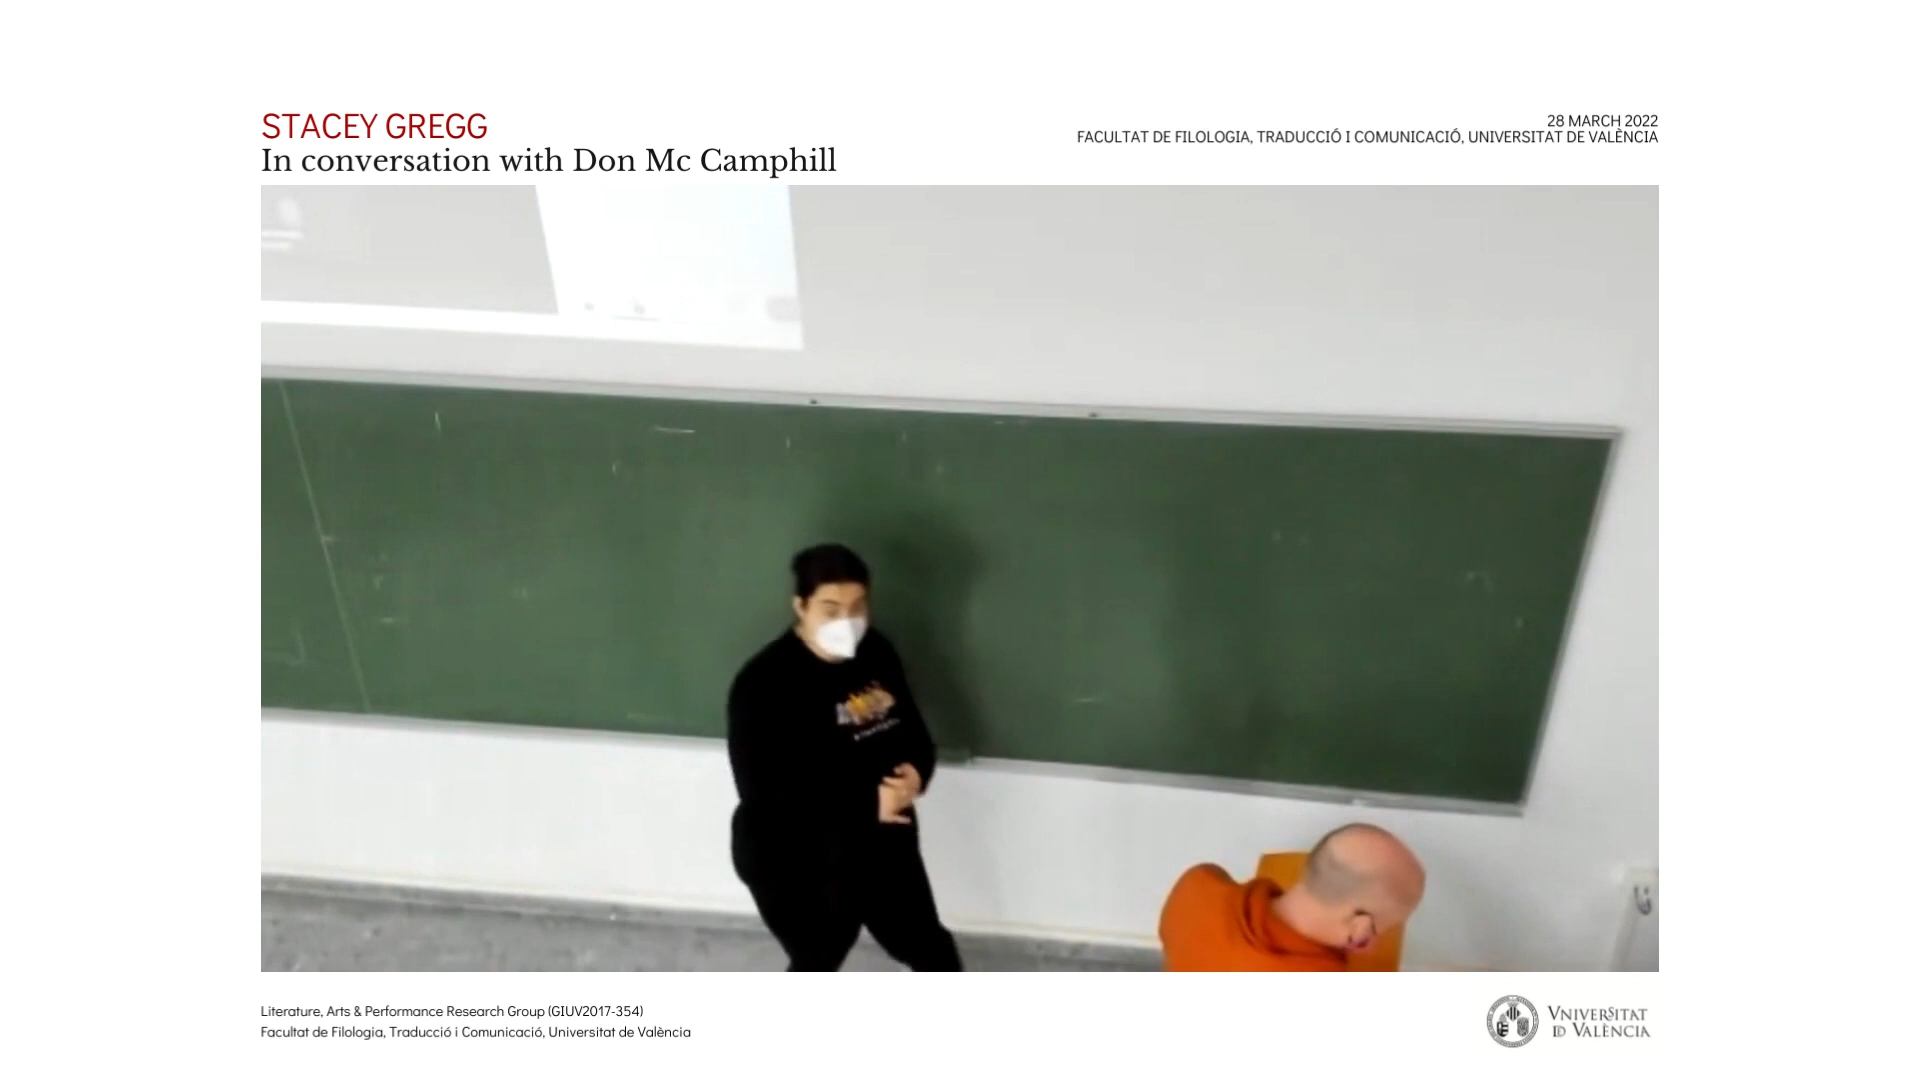 STACEY GREGG
In conversation with Don Mc Camphill
28 MARCH 2022
FACULTAT DE FILOLOGIA, TRADUCCIÓ I COMUNICACIÓ, UNIVERSITAT DE VALÈNCIA
Literature, Arts & Performance Research Group (GIUV2017-354)
Facultat de Filologia, Traducció i Comunicació, Universitat de València
VNIVERSITAT
ID VALÈNCIA